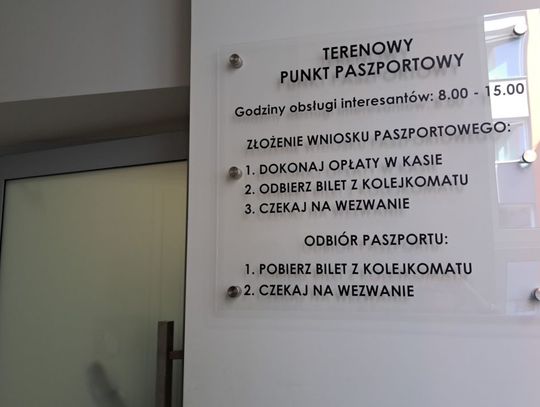 TERENOWY
PUNKT PASZPORTOWY
Godziny obsługi interesantów: 8.00 - 15.00
ZŁOŻENIE WNIOSKU PASZPORTOWEGO:
1. DOKONAJ OPŁATY W KASIE
2. ODBIERZ BILET Z KOLEJKOMATU
3. CZEKAJ NA WEZWANIE
ODBIÓR PASZPORTU:
1. POBIERZ BILET Z KOLEJKOMATU
2. CZEKAJ NA WEZWANIE